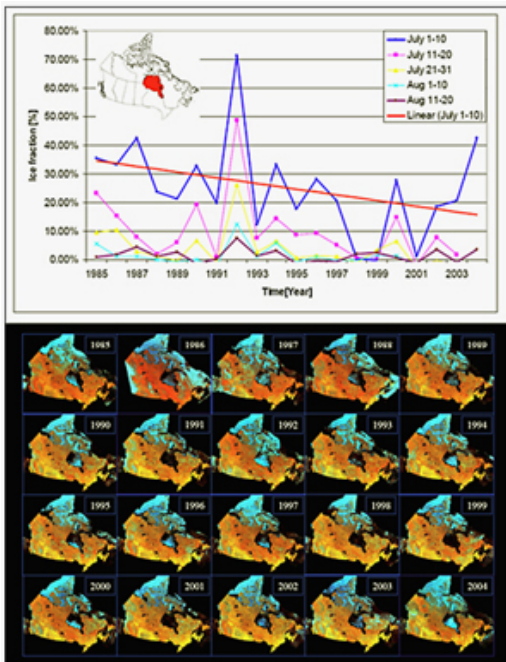 80.00%
70.00%
60.00%
50.00%
40.00%
30.00%
20.00%
10.00%
0.00%
Ice fraction [%]
July 1-10
July 11-20
July 21-31
Aug 1-10
Aug 11-20
Linear (July 1-10)
1985 1987 1989 1991 1993 1995 1997 1999 2001 2003
Time[Year]
1985 1986 1987 1988 1989
1990 1991 1992 1993 1994
1995 1996 1997 1998 1999
2000 2001 2002 2003 2004